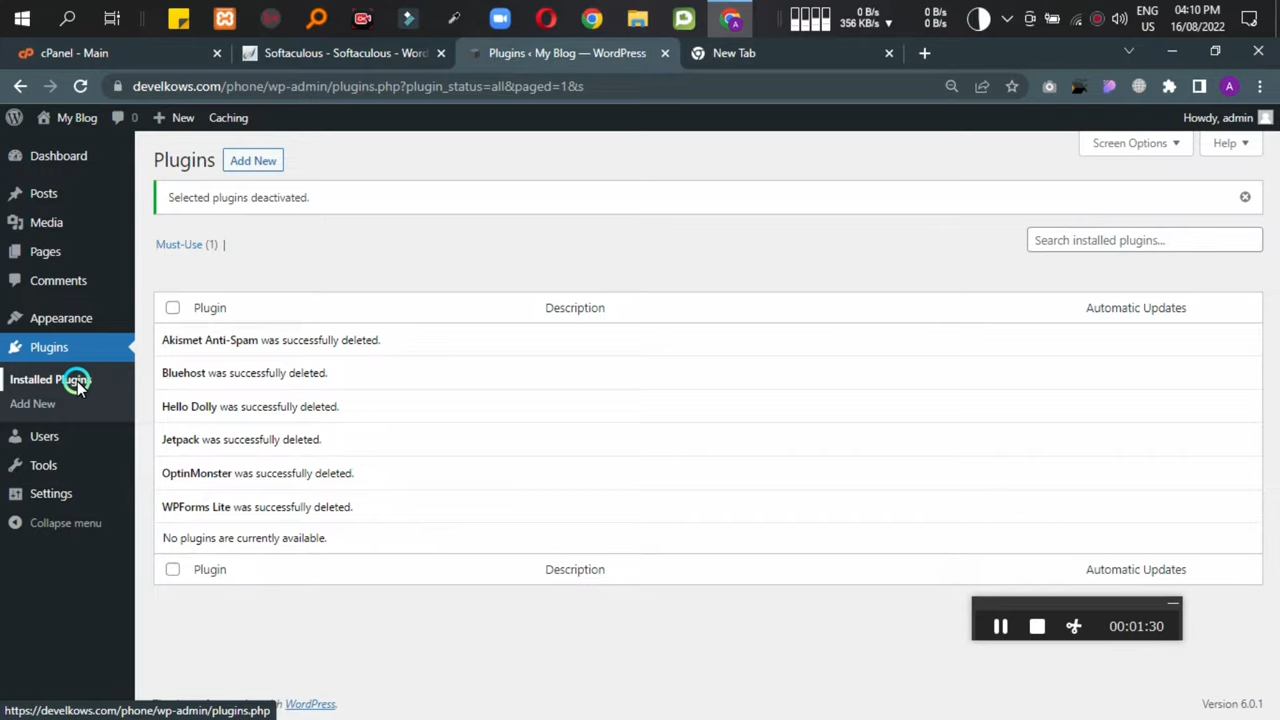 0 B/s
356 KB/s
0 B/s
0 B/s
ENG
US
04:10 PM
16/08/2022
cPanel - Main
Softaculous - Softaculous - Word
Plugins ‹ My Blog — WordPress
New Tab
develkows.com/phone/wp-admin/plugins.php?plugin_status=all&paged=1&s
A
My Blog
0
New
Caching
Howdy, admin
Dashboard
Posts
Media
Pages
Comments
Appearance
Plugins
Installed Plugins
Add New
Users
Tools
Settings
Collapse menu
Plugins
Add New
Screen Options
Help
Selected plugins deactivated.
Must-Use (1) |
Search installed plugins...
Plugin
Description
Automatic Updates
Akismet Anti-Spam was successfully deleted.
Bluehost was successfully deleted.
Hello Dolly was successfully deleted.
Jetpack was successfully deleted.
OptinMonster was successfully deleted.
WPForms Lite was successfully deleted.
No plugins are currently available.
Plugin
Description
Automatic Updates
00:01:30
WordPress.
Version 6.0.1
https://develkows.com/phone/wp-admin/plugins.php